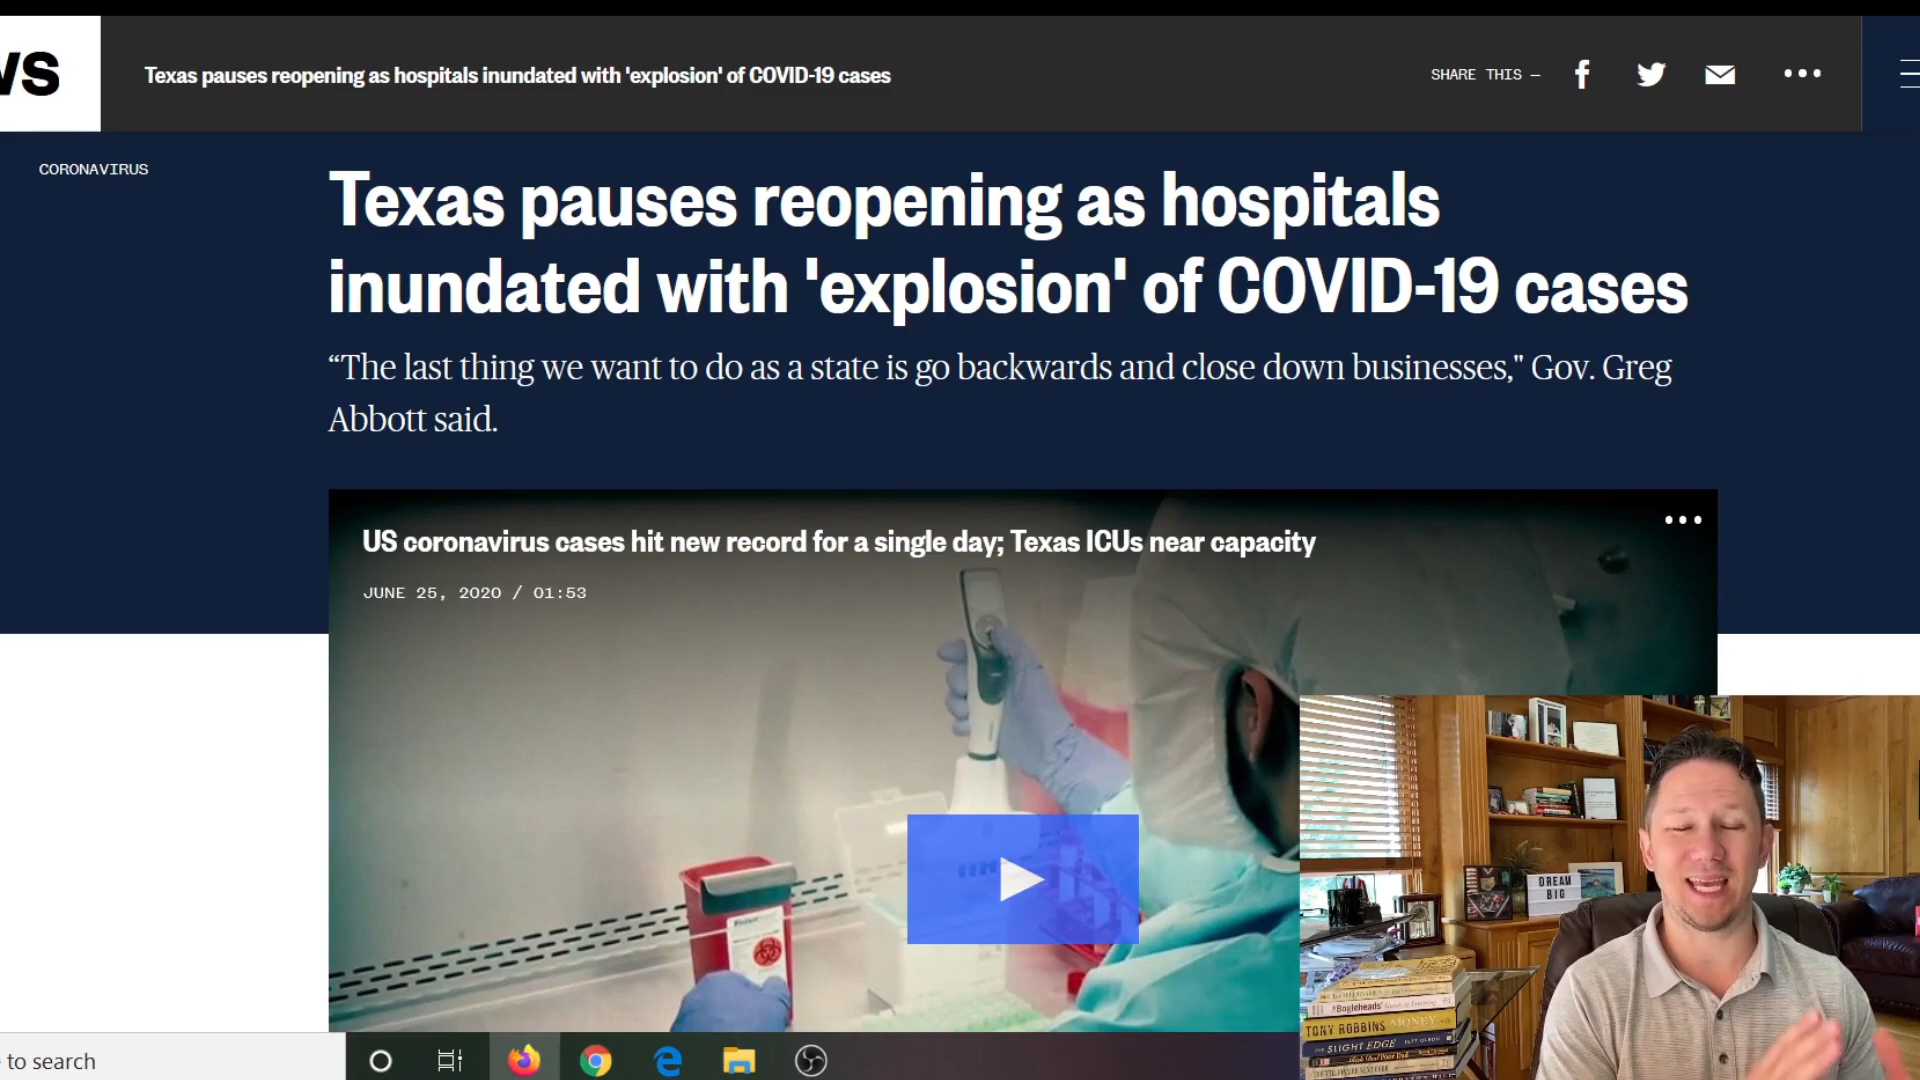 Texas pauses reopening as hospitals inundated with 'explosion' of COVID-19 cases
SHARE THIS —
CORONAVIRUS
Texas pauses reopening as hospitals
inundated with 'explosion' of COVID-19 cases
“The last thing we want to do as a state is go backwards and close down businesses," Gov. Greg
Abbott said.
US coronavirus cases hit new record for a single day; Texas ICUs near capacity
JUNE 25, 2020 / 01:53
DREAM
BIG
Bogleheads'
TONY ROBBINS MONEY
THE SLIGHT EDGE
to search